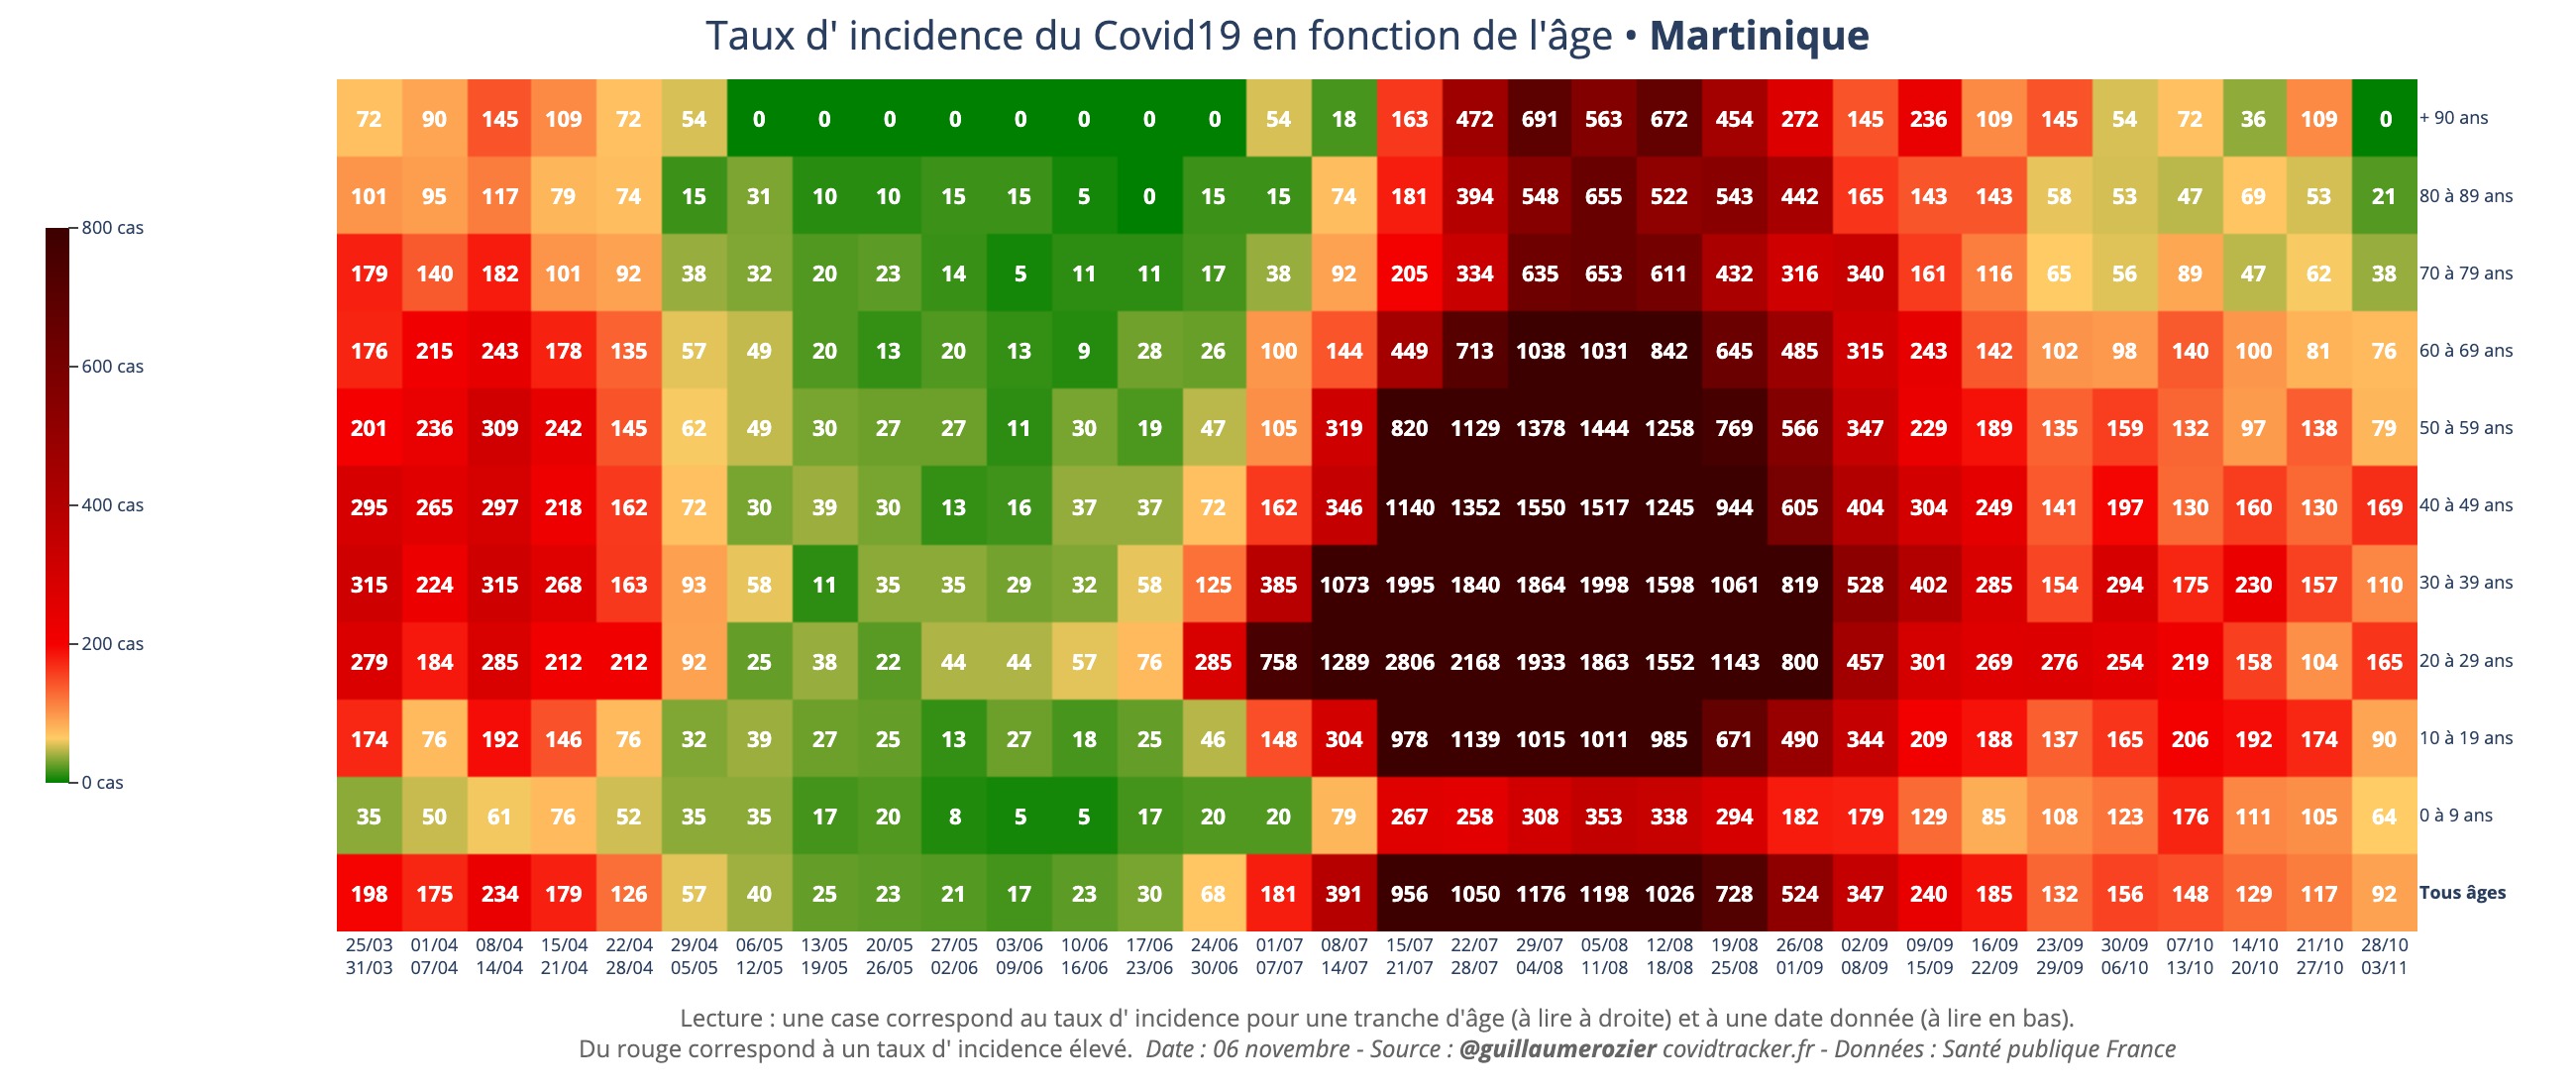 Taux d' incidence du Covid19 en fonction de l'âge • Martinique
72 90 145 109 72 54 0 0 0 0 0 0 0 0 54 18 163 472 691 563 672 454 272 145 236 109 145 54 72 36 109 0 + 90 ans
101 95 117 79 74 15 31 10 10 15 15 5 0 15 15 74 181 394 548 655 522 543 442 165 143 143 58 53 47 69 53 21 80 à 89 ans
800 cas
179 140 182 101 92 38 32 20 23 14 5 11 11 17 38 92 205 334 635 653 611 432 316 340 161 116 65 56 89 47 62 38 70 à 79 ans
176 215 243 178 135 57 49 20 13 20 13 9 28 26 100 144 449 713 1038 1031 842 645 485 315 243 142 102 98 140 100 81 76 60 à 69 ans
600 cas
201 236 309 242 145 62 49 30 27 27 11 30 19 47 105 319 820 1129 1378 1444 1258 769 566 347 229 189 135 159 132 97 138 79 50 à 59 ans
400 cas
295 265 297 218 162 72 30 39 30 13 16 37 37 72 162 346 1140 1352 1550 1517 1245 944 605 404 304 249 141 197 130 160 130 169 40 à 49 ans
315 224 315 268 163 93 58 11 35 35 29 32 58 125 385 1073 1995 1840 1864 1998 1598 1061 819 528 402 285 154 294 175 230 157 110 30 à 39 ans
200 cas
279 184 285 212 212 92 25 38 22 44 44 57 76 285 758 1289 2806 2168 1933 1863 1552 1143 800 457 301 269 276 254 219 158 104 165 20 à 29 ans
174 76 192 146 76 32 39 27 25 13 27 18 25 46 148 304 978 1139 1015 1011 985 671 490 344 209 188 137 165 206 192 174 90 10 à 19 ans
0 cas
35 50 61 76 52 35 35 17 20 8 5 5 17 20 20 79 267 258 308 353 338 294 182 179 129 85 108 123 176 111 105 64 0 à 9 ans
198 175 234 179 126 57 40 25 23 21 17 23 30 68 181 391 956 1050 1176 1198 1026 728 524 347 240 185 132 156 148 129 117 92 Tous âges
25/03 01/04 08/04 15/04 22/04 29/04 06/05 13/05 20/05 27/05 03/06 10/06 17/06 24/06 01/07 08/07 15/07 22/07 29/07 05/08 12/08 19/08 26/08 02/09 09/09 16/09 23/09 30/09 07/10 14/10 21/10 28/10
31/03 07/04 14/04 21/04 28/04 05/05 12/05 19/05 26/05 02/06 09/06 16/06 23/06 30/06 07/07 14/07 21/07 28/07 04/08 11/08 18/08 25/08 01/09 08/09 15/09 22/09 29/09 06/10 13/10 20/10 27/10 03/11
Lecture : une case correspond au taux d' incidence pour une tranche d'âge (à lire à droite) et à une date donnée (à lire en bas).
Du rouge correspond à un taux d' incidence élevé. Date : 06 novembre - Source : @guillaumerozier covidtracker.fr - Données : Santé publique France